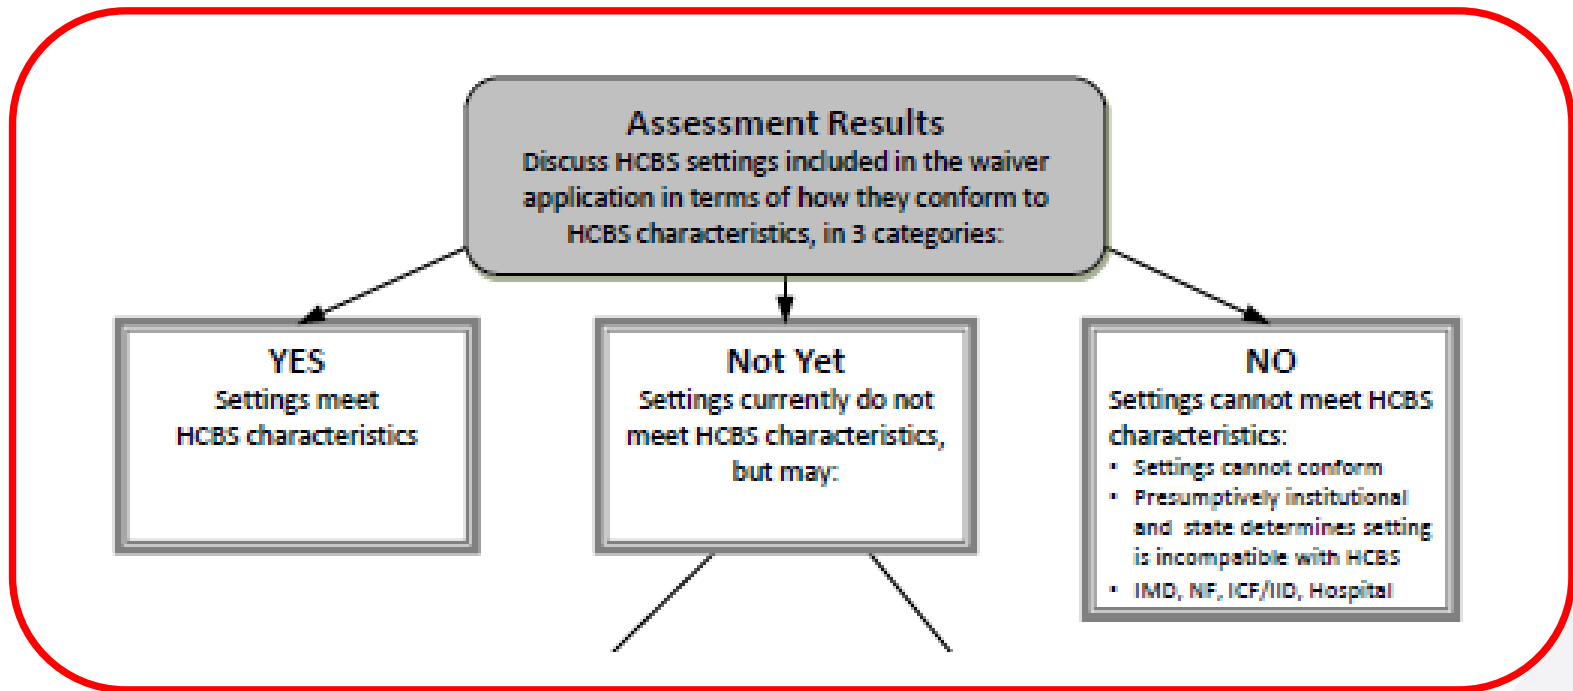 Assessment Results
Discuss HCBS settings included in the waiver
application in terms of how they conform to
HCBS characteristics, in 3 categories:
YES
Settings meet
HCBS characteristics
Not Yet
Settings currently do not
meet HCBS characteristics,
but may:
NO
Settings cannot meet HCBS
characteristics:
• Settings cannot conform
• Presumptively institutional
and state determines setting
is incompatible with HCBS
• IMD, NF, ICF/IID, Hospital